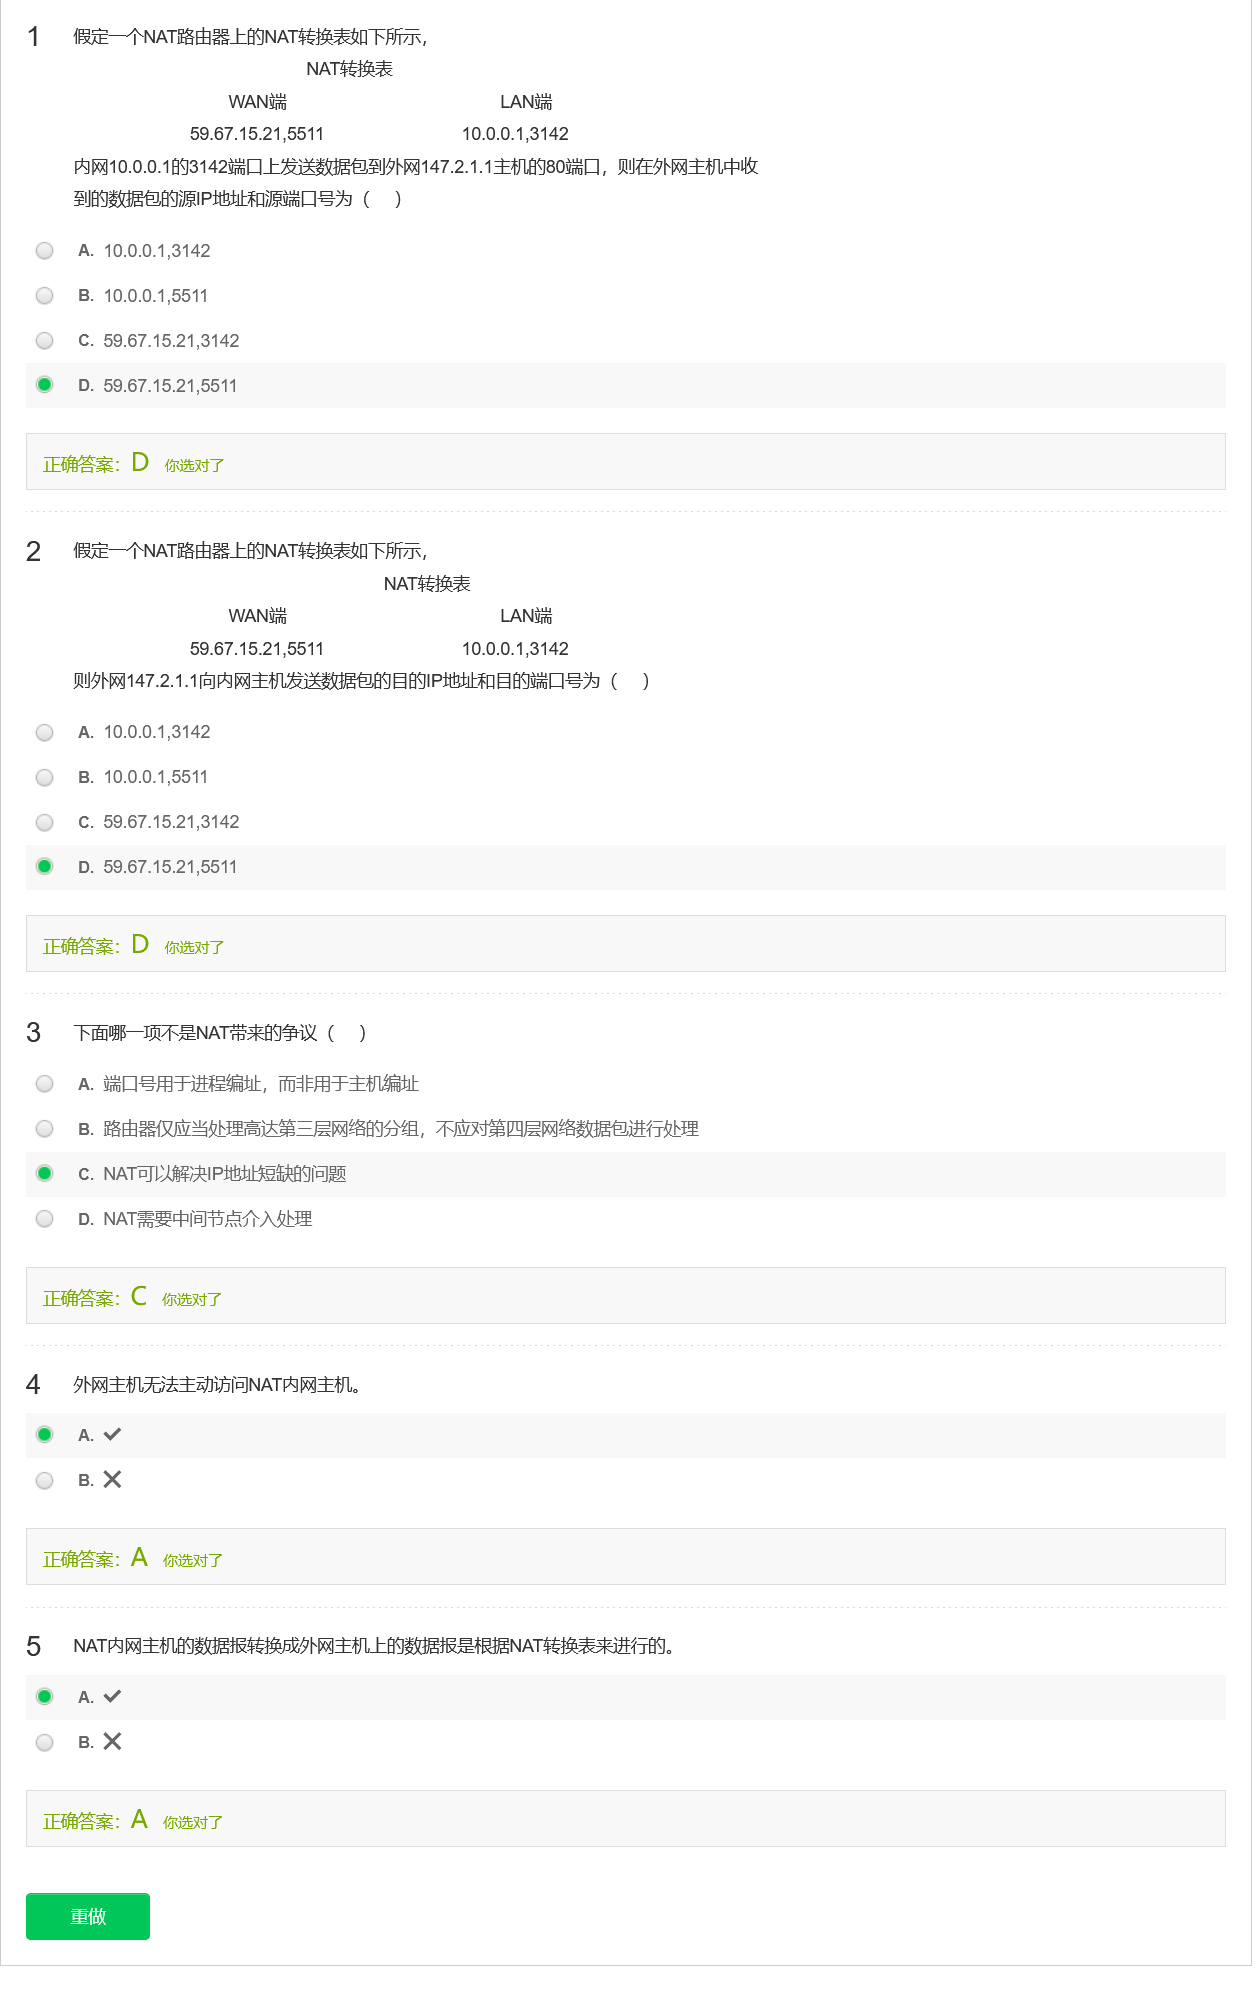 1 假定一个NAT路由器上的NAT转换表如下所示，
NAT转换表
WAN端 LAN端
59.67.15.21,5511 10.0.0.1,3142
内网10.0.0.1的3142端口上发送数据包到外网147.2.1.1主机的80端口，则在外网主机中收
到的数据包的源IP地址和源端口号为（ ）
A. 10.0.0.1,3142
B. 10.0.0.1,5511
C. 59.67.15.21,3142
D. 59.67.15.21,5511
正确答案：D 你选对了
2 假定一个NAT路由器上的NAT转换表如下所示，
NAT转换表
WAN端 LAN端
59.67.15.21,5511 10.0.0.1,3142
则外网147.2.1.1向内网主机发送数据包的目的IP地址和目的端口号为（ ）
A. 10.0.0.1,3142
B. 10.0.0.1,5511
C. 59.67.15.21,3142
D. 59.67.15.21,5511
正确答案：D 你选对了
3 下面哪一项不是NAT带来的争议（ ）
A. 端口号用于进程编址，而非用于主机编址
B. 路由器仅应当处理高达第三层网络的分组，不应对第四层网络数据包进行处理
C. NAT可以解决IP地址短缺的问题
D. NAT需要中间节点介入处理
正确答案：C 你选对了
4 外网主机无法主动访问NAT内网主机。
A. ✔
B. ✕
正确答案：A 你选对了
5 NAT内网主机的数据报转换成外网主机上的数据报是根据NAT转换表来进行的。
A. ✔
B. ✕
正确答案：A 你选对了
重做